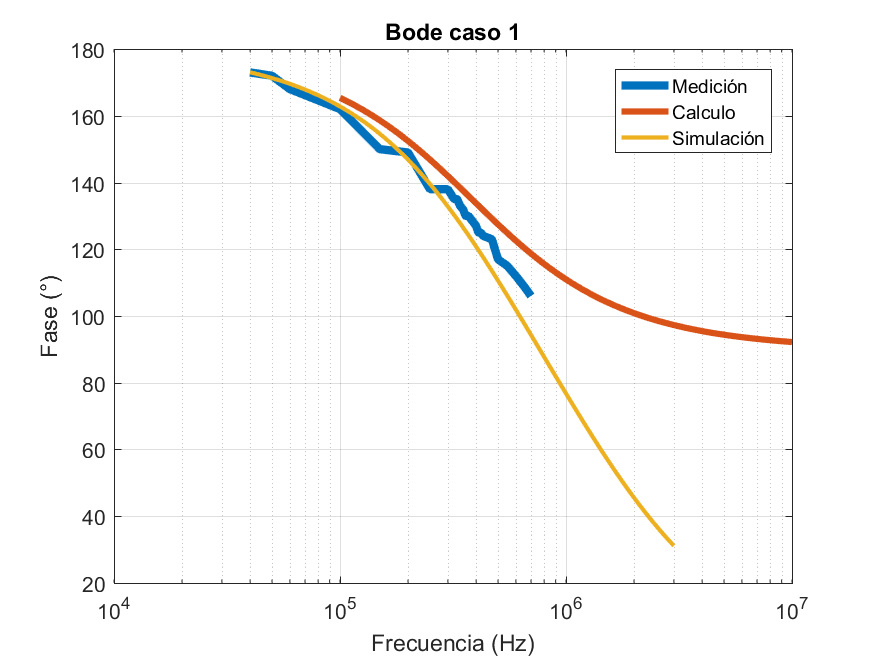 Bode caso 1
180
160
140
120
100
80
60
40
20
Fase (°)
10^4
10^5
10^6
10^7
Frecuencia (Hz)
Medición
Calculo
Simulación